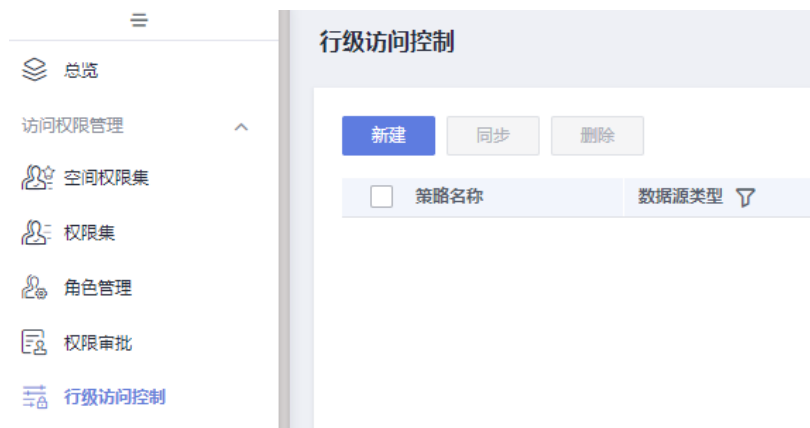 总览
访问权限管理
空间权限集
权限集
角色管理
权限审批
行级访问控制
行级访问控制
新建 同步 删除
策略名称 数据源类型